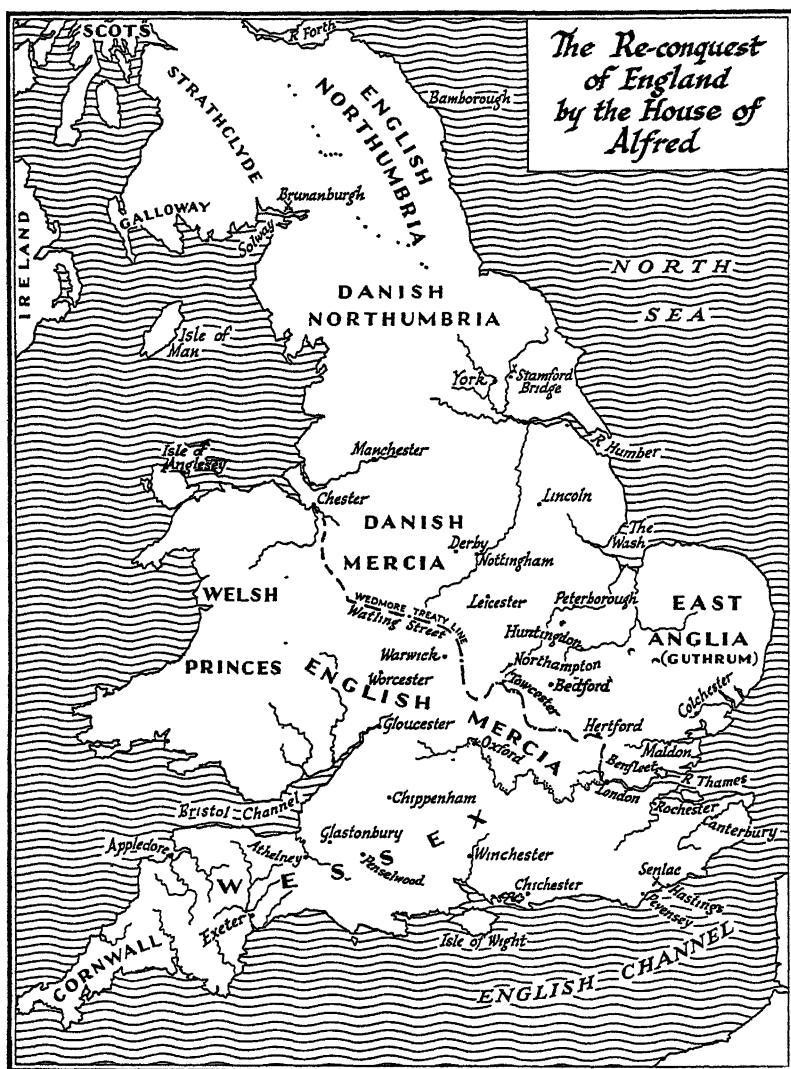 The Re-conquest
of England
by the House of
Alfred
SCOTS
R Forth
STRATHCLYDE
ENGLISH
NORTHUMBRIA
Bamborough
Brunanburgh
GALLOWAY
Solway
IRELAND
NORTH
SEA
DANISH
NORTHUMBRIA
Isle of
Man
York
Stamford
Bridge
R Humber
Isle of
Anglesey
Manchester
Chester
Lincoln
DANISH
MERCIA
Derby
Nottingham
The
Wash
WELSH
PRINCES
WEDMORE TREATY LINE
Watling Street
Leicester
Peterborough
EAST
ANGLIA
(GUTHRUM)
Huntingdon
Warwick
Northampton
Worcester
Towcester
Bedford
Colchester
ENGLISH
MERCIA
Gloucester
Hertford
Oxford
Maldon
Benfleet
R Thames
London
Bristol Channel
Chippenham
Rochester
Canterbury
Appledore
Athelney
Glastonbury
Penselwood
WESSEX
Winchester
Senlac
Hastings
Pevensey
Chichester
Exeter
Isle of Wight
CORNWALL
ENGLISH CHANNEL